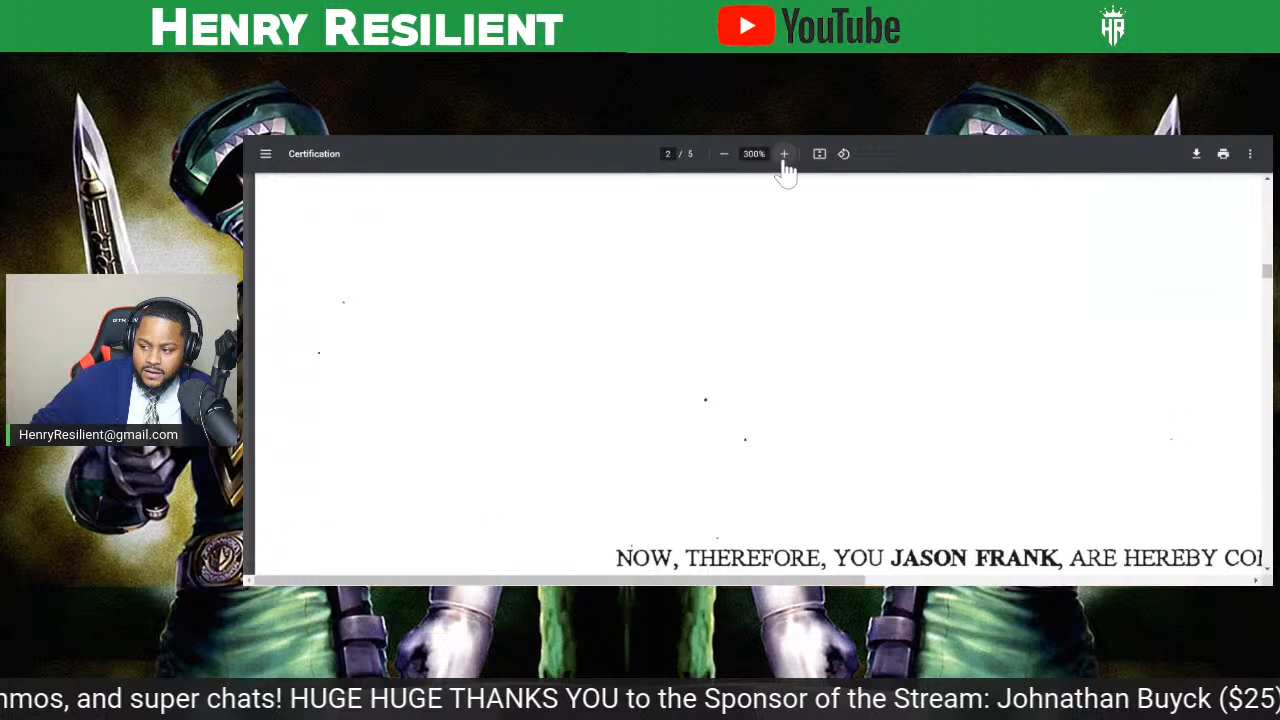 HENRY RESILIENT
YouTube
HR
Certification
2 / 5
300%
NOW, THEREFORE, YOU JASON FRANK, ARE HEREBY CO
HenryResilient@gmail.com
nmos, and super chats! HUGE HUGE THANKS YOU to the Sponsor of the Stream: Johnathan Buyck ($25)